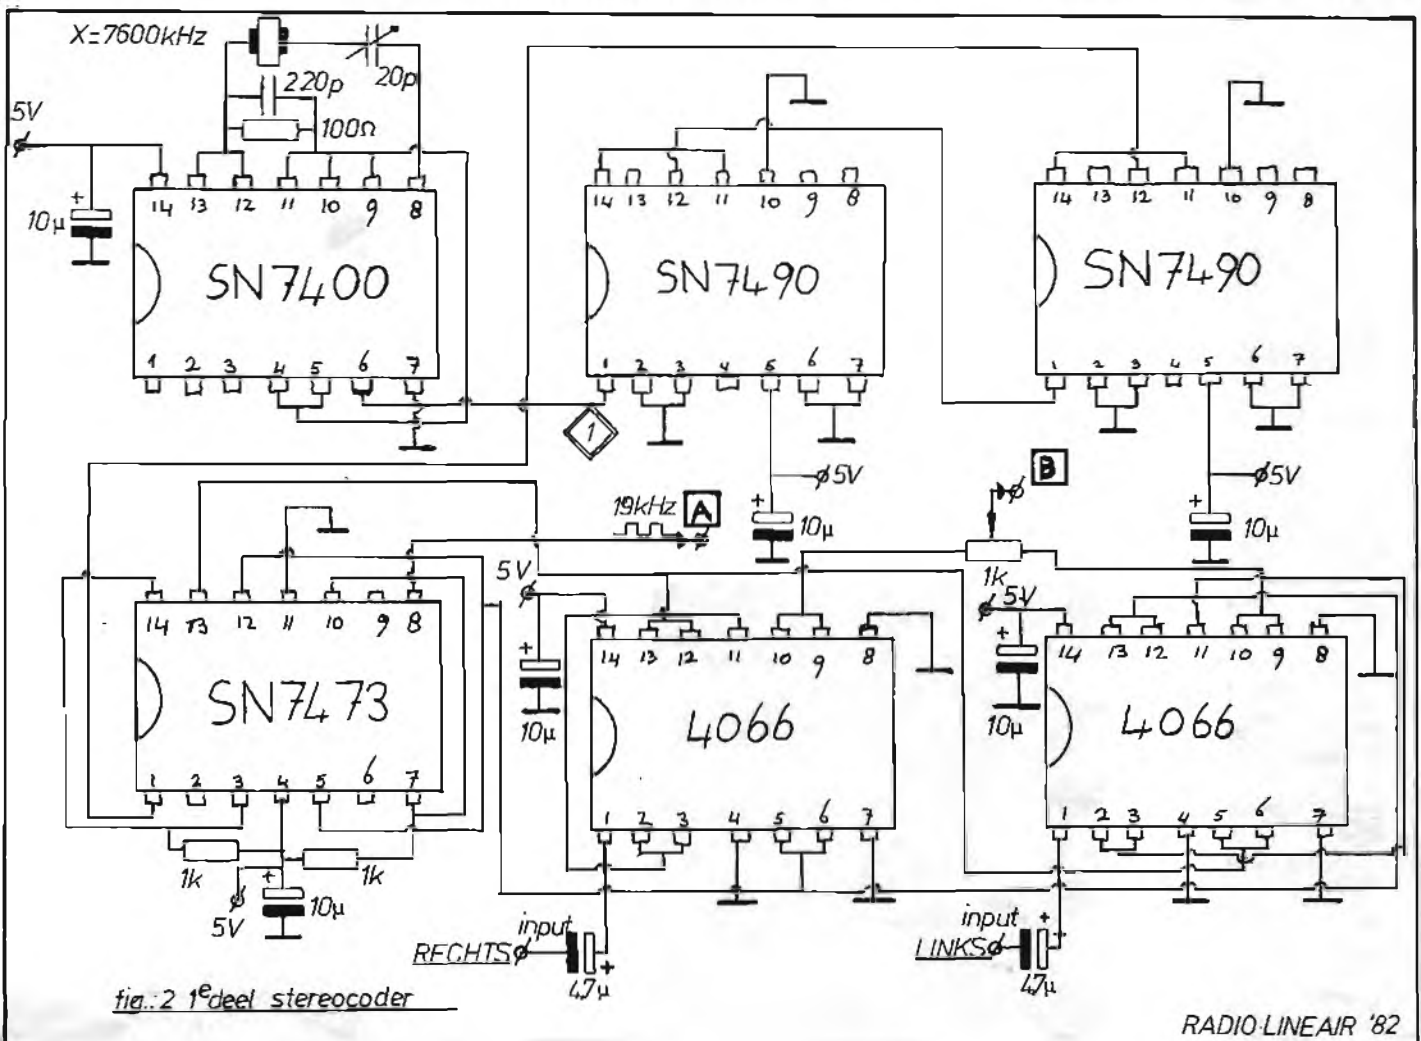 X=7600kHz
220p
20p
100Ω
5V
10μ
14 13 12 11 10 9 8
SN7400
1 2 3 4 5 6 7
14 13 12 11 10 9 8
SN7490
1 2 3 4 5 6 7
1
5V
10μ
14 13 12 11 10 9 8
SN7490
1 2 3 4 5 6 7
5V
10μ
19kHz
A
B
1k
14 13 12 11 10 9 8
SN7473
1 2 3 4 5 6 7
1k
1k
5V
10μ
5V
10μ
14 13 12 11 10 9 8
4066
1 2 3 4 5 6 7
input
RECHTS
47μ
5V
10μ
14 13 12 11 10 9 8
4066
1 2 3 4 5 6 7
input
LINKS
47μ
fig.:2 1e deel stereocoder
RADIO LINEAIR '82